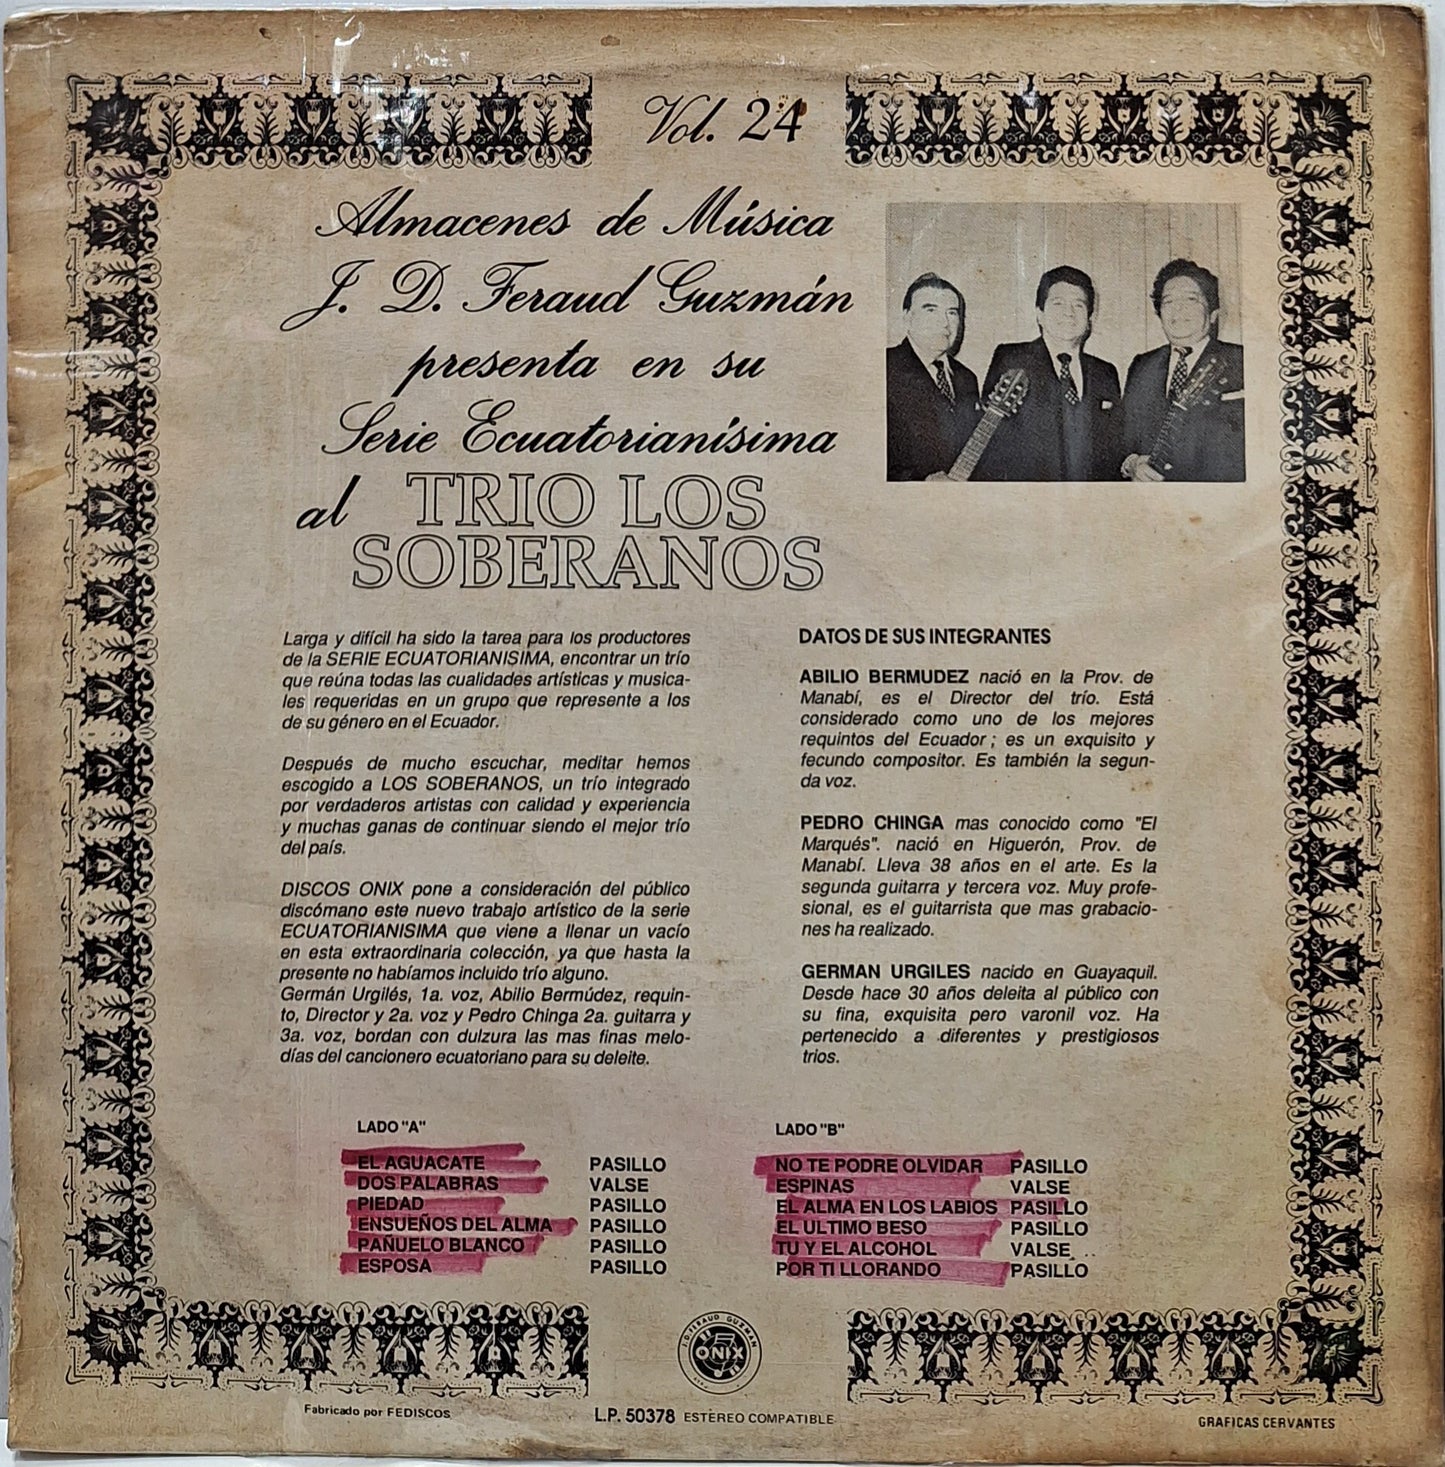 Vol. 24
Almacenes de Música
J. D. Feraud Guzmán
presenta en su
Serie Ecuatorianísima
al TRIO LOS
SOBERANOS
Larga y difícil ha sido la tarea para los productores
de la SERIE ECUATORIANISIMA, encontrar un trío
que reúna todas las cualidades artísticas y musica-
les requeridas en un grupo que represente a los
de su género en el Ecuador.
Después de mucho escuchar, meditar hemos
escogido a LOS SOBERANOS, un trío integrado
por verdaderos artistas con calidad y experiencia
y muchas ganas de continuar siendo el mejor trío
del país.
DISCOS ONIX pone a consideración del público
discómano este nuevo trabajo artístico de la serie
ECUATORIANISIMA que viene a llenar un vacío
en esta extraordinaria colección, ya que hasta la
presente no habíamos incluido trío alguno.
Germán Urgilés, 1a. voz, Abilio Bermúdez, requin-
to, Director y 2a. voz y Pedro Chinga 2a. guitarra y
3a. voz, bordan con dulzura las mas finas melo-
días del cancionero ecuatoriano para su deleite.
DATOS DE SUS INTEGRANTES
ABILIO BERMUDEZ nació en la Prov. de
Manabí, es el Director del trío. Está
considerado como uno de los mejores
requintos del Ecuador; es un exquisito y
fecundo compositor. Es también la segun-
da voz.
PEDRO CHINGA mas conocido como "El
Marqués". nació en Higuerón, Prov. de
Manabí. Lleva 38 años en el arte. Es la
segunda guitarra y tercera voz. Muy profe-
sional, es el guitarrista que mas grabacio-
nes ha realizado.
GERMAN URGILES nacido en Guayaquil.
Desde hace 30 años deleita al público con
su fina, exquisita pero varonil voz. Ha
pertenecido a diferentes y prestigiosos
trios.
LADO "A"
EL AGUACATE PASILLO
DOS PALABRAS VALSE
PIEDAD PASILLO
ENSUEÑOS DEL ALMA PASILLO
PAÑUELO BLANCO PASILLO
ESPOSA PASILLO
LADO "B"
NO TE PODRE OLVIDAR PASILLO
ESPINAS VALSE
EL ALMA EN LOS LABIOS PASILLO
EL ULTIMO BESO PASILLO
TU Y EL ALCOHOL VALSE
POR TI LLORANDO PASILLO
J.D. FERAUD GUZMAN
ONIX
Fabricado por FEDISCOS
L.P. 50378 ESTEREO COMPATIBLE
GRAFICAS CERVANTES